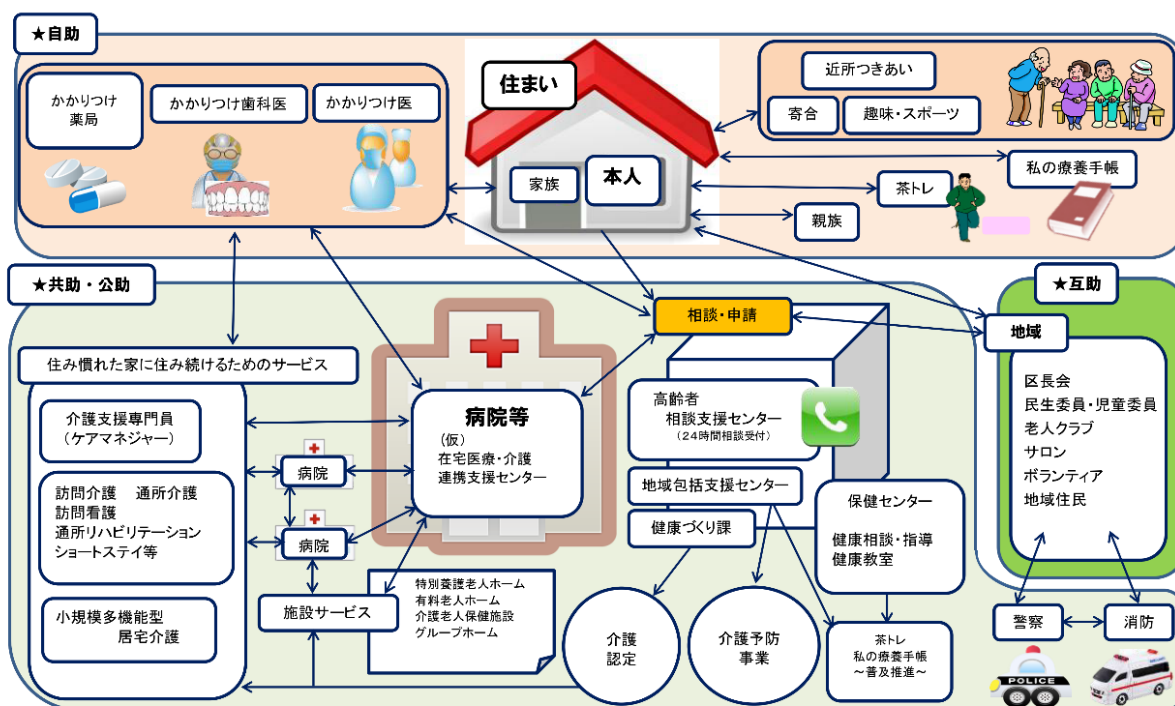 ★自助
かかりつけ
薬局
かかりつけ歯科医
かかりつけ医
住まい
家族
本人
近所つきあい
寄合
趣味・スポーツ
私の療養手帳
茶トレ
親族
★共助・公助
住み慣れた家に住み続けるためのサービス
介護支援専門員
(ケアマネジャー)
訪問介護 通所介護
訪問看護
通所リハビリテーション
ショートステイ等
小規模多機能型
居宅介護
病院
病院
施設サービス
病院等
(仮)
在宅医療・介護
連携支援センター
特別養護老人ホーム
有料老人ホーム
介護老人保健施設
グループホーム
相談・申請
高齢者
相談支援センター
(24時間相談受付)
地域包括支援センター
健康づくり課
保健センター
健康相談・指導
健康教室
介護
認定
介護予防
事業
茶トレ
私の療養手帳
~普及推進~
★互助
地域
区長会
民生委員・児童委員
老人クラブ
サロン
ボランティア
地域住民
警察
消防
POLICE